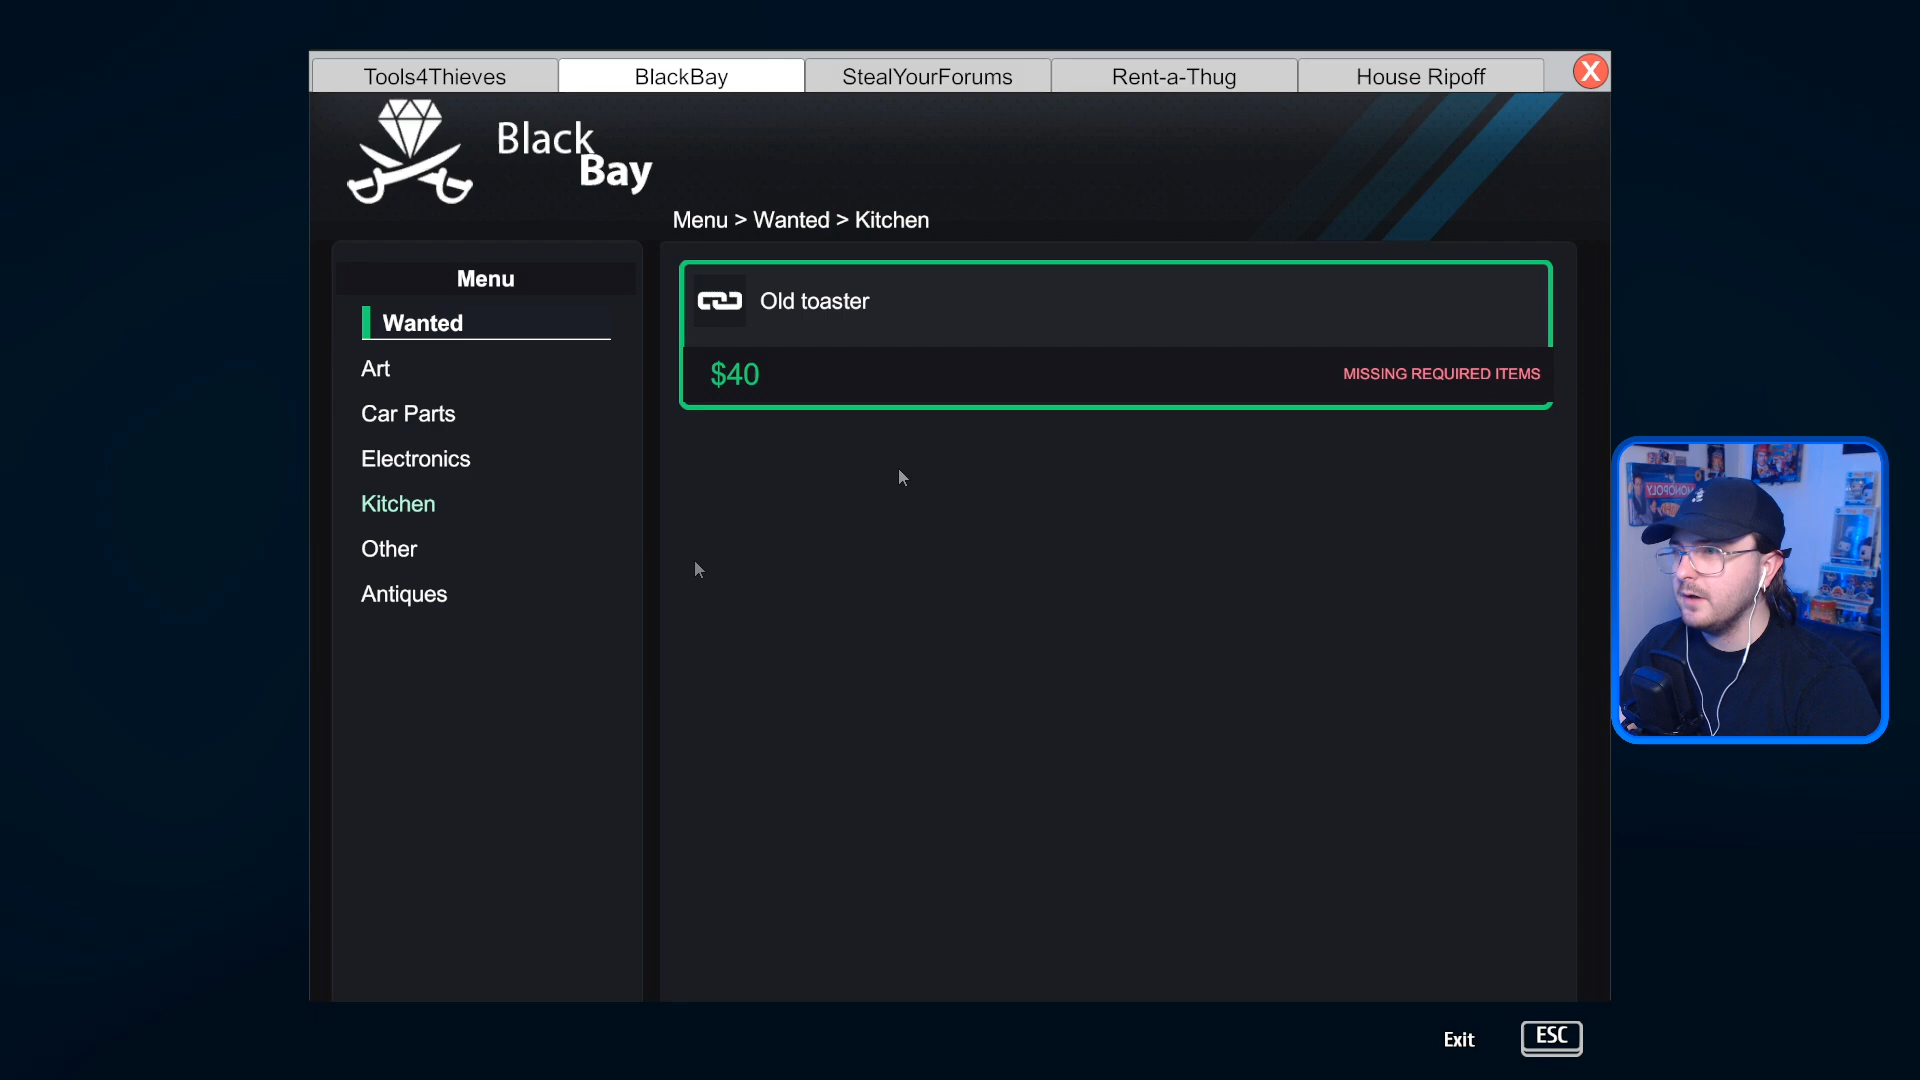 Tools4Thieves
BlackBay
StealYourForums
Rent-a-Thug
House Ripoff
X
Black
Bay
Menu > Wanted > Kitchen
Menu
Wanted
Art
Car Parts
Electronics
Kitchen
Other
Antiques
Old toaster
$40
MISSING REQUIRED ITEMS
MONOPOLY
Exit
ESC